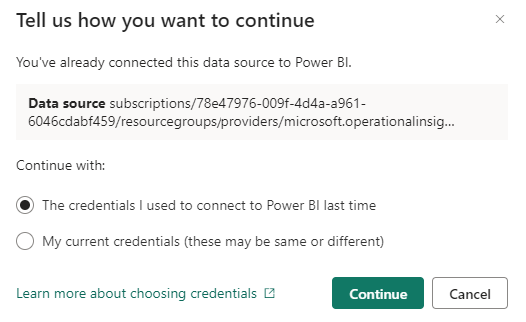 Tell us how you want to continue
You've already connected this data source to Power BI.
Data source subscriptions/78e47976-009f-4d4a-a961-
6046cdabf459/resourcegroups/providers/microsoft.operationalinsig...
Continue with:
The credentials I used to connect to Power BI last time
My current credentials (these may be same or different)
Learn more about choosing credentials
Continue
Cancel